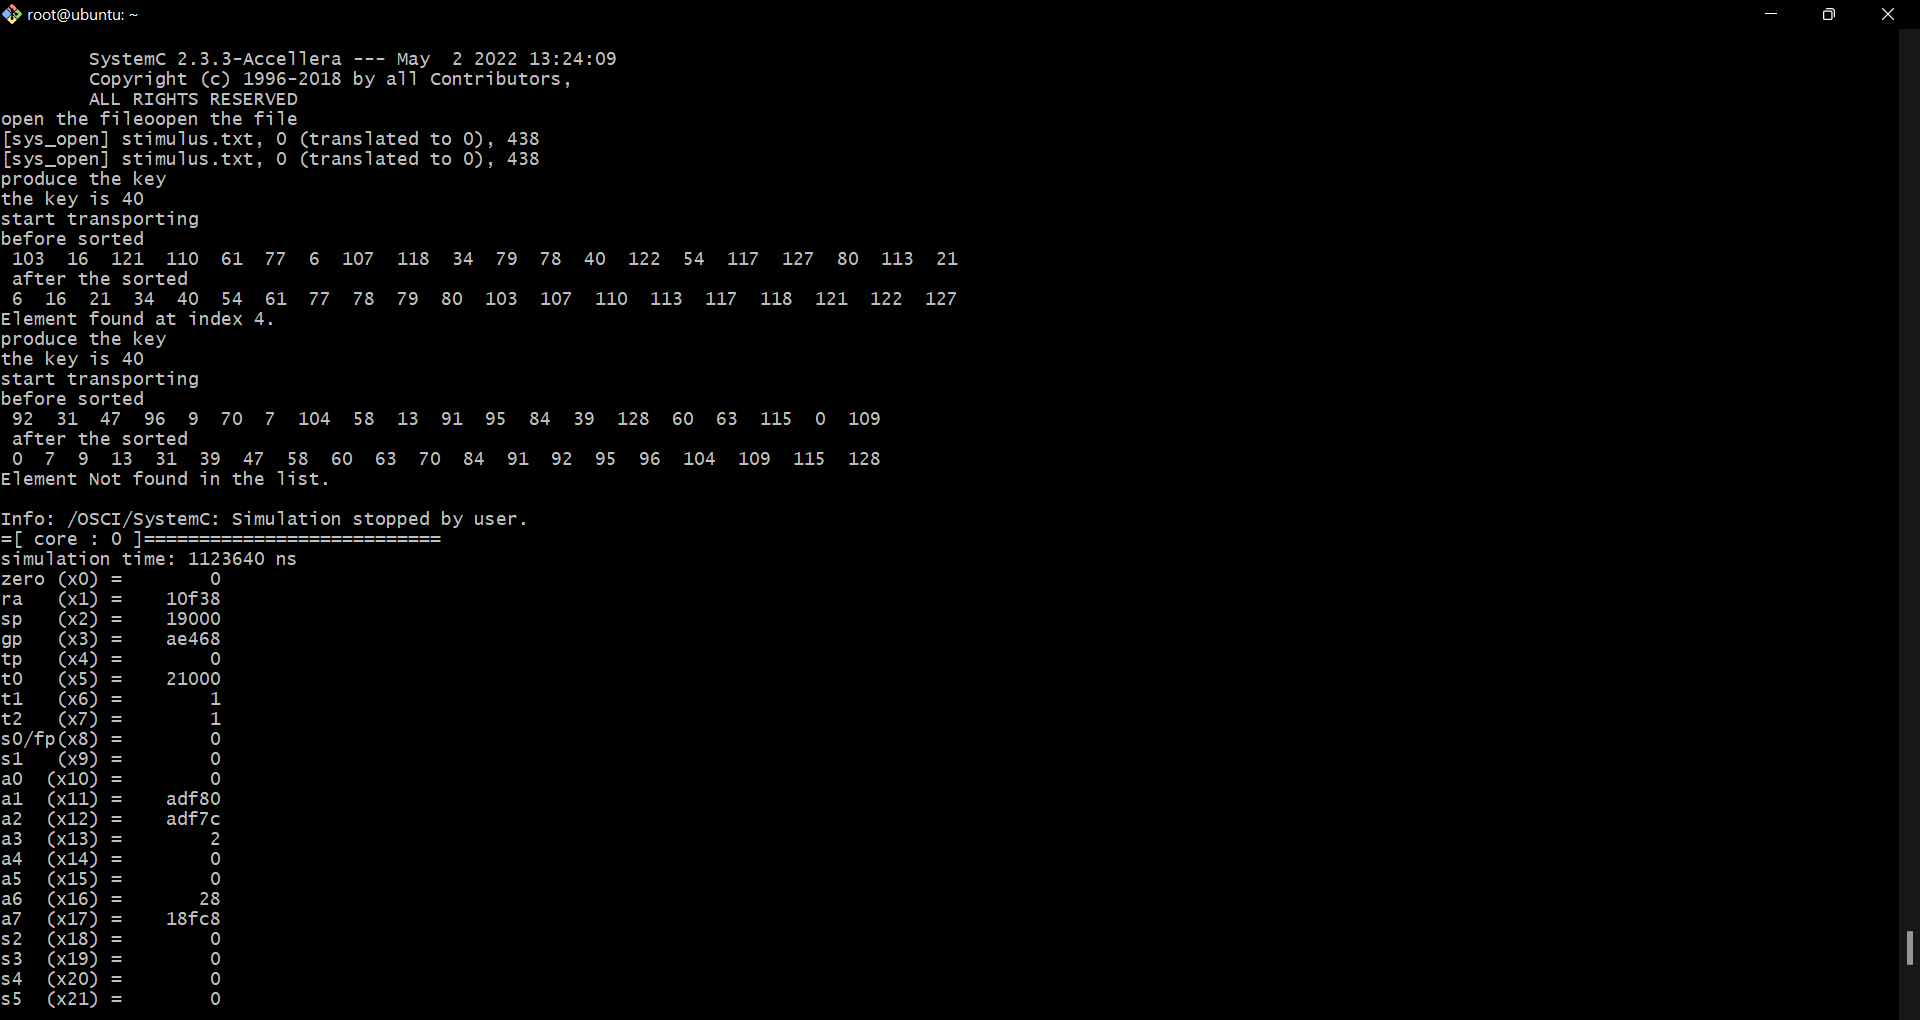 root@ubuntu: ~
SystemC 2.3.3-Accellera --- May  2 2022 13:24:09
Copyright (c) 1996-2018 by all Contributors,
ALL RIGHTS RESERVED
open the fileoopen the file
[sys_open] stimulus.txt, 0 (translated to 0), 438
[sys_open] stimulus.txt, 0 (translated to 0), 438
produce the key
the key is 40
start transporting
before sorted
 103  16  121  110  61  77  6  107  118  34  79  78  40  122  54  117  127  80  113  21
 after the sorted
 6  16  21  34  40  54  61  77  78  79  80  103  107  110  113  117  118  121  122  127
Element found at index 4.
produce the key
the key is 40
start transporting
before sorted
 92  31  47  96  9  70  7  104  58  13  91  95  84  39  128  60  63  115  0  109
 after the sorted
 0  7  9  13  31  39  47  58  60  63  70  84  91  92  95  96  104  109  115  128
Element Not found in the list.
Info: /OSCI/SystemC: Simulation stopped by user.
=[ core : 0 ]===========================
simulation time: 1123640 ns
zero (x0) =        0
ra   (x1) =    10f38
sp   (x2) =    19000
gp   (x3) =    ae468
tp   (x4) =        0
t0   (x5) =    21000
t1   (x6) =        1
t2   (x7) =        1
s0/fp(x8) =        0
s1   (x9) =        0
a0  (x10) =        0
a1  (x11) =    adf80
a2  (x12) =    adf7c
a3  (x13) =        2
a4  (x14) =        0
a5  (x15) =        0
a6  (x16) =       28
a7  (x17) =    18fc8
s2  (x18) =        0
s3  (x19) =        0
s4  (x20) =        0
s5  (x21) =        0